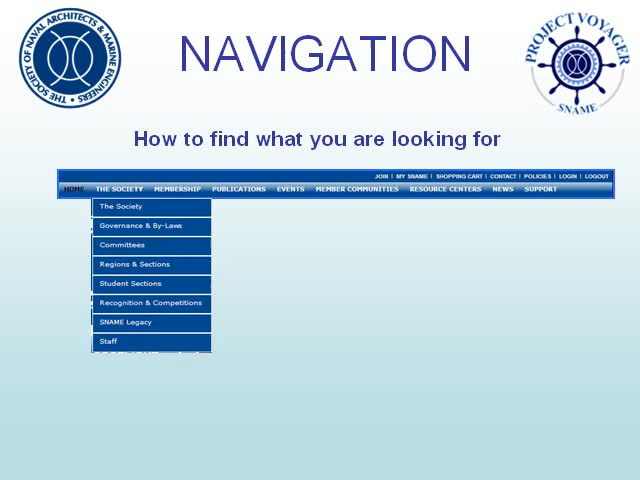 THE SOCIETY OF NAVAL ARCHITECTS & MARINE ENGINEERS
NAVIGATION
PROJECT VOYAGER
SNAME
How to find what you are looking for
JOIN | MY SNAME | SHOPPING CART | CONTACT | POLICIES | LOGIN | LOGOUT
HOME THE SOCIETY MEMBERSHIP PUBLICATIONS EVENTS MEMBER COMMUNITIES RESOURCE CENTERS NEWS SUPPORT
The Society
Governance & By-Laws
Committees
Regions & Sections
Student Sections
Recognition & Competitions
SNAME Legacy
Staff